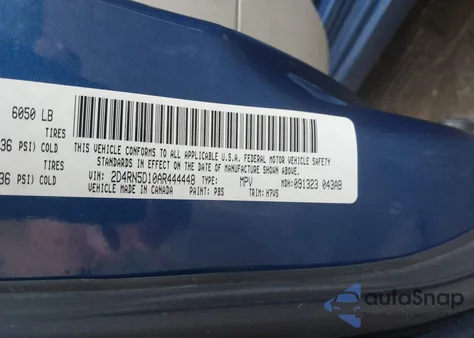 6050 LB
TIRES
36 PSI) COLD
TIRES
36 PSI) COLD
THIS VEHICLE CONFORMS TO ALL APPLICABLE U.S.A. FEDERAL MOTOR VEHICLE SAFETY
STANDARDS IN EFFECT ON THE DATE OF MANUFACTURE SHOWN ABOVE.
VIN: 2D4RN5D10AR444448 TYPE: MPV MDH: 091323 043AB
VEHICLE MADE IN CANADA PAINT: PBS TRIM: H7V5
autoSnap